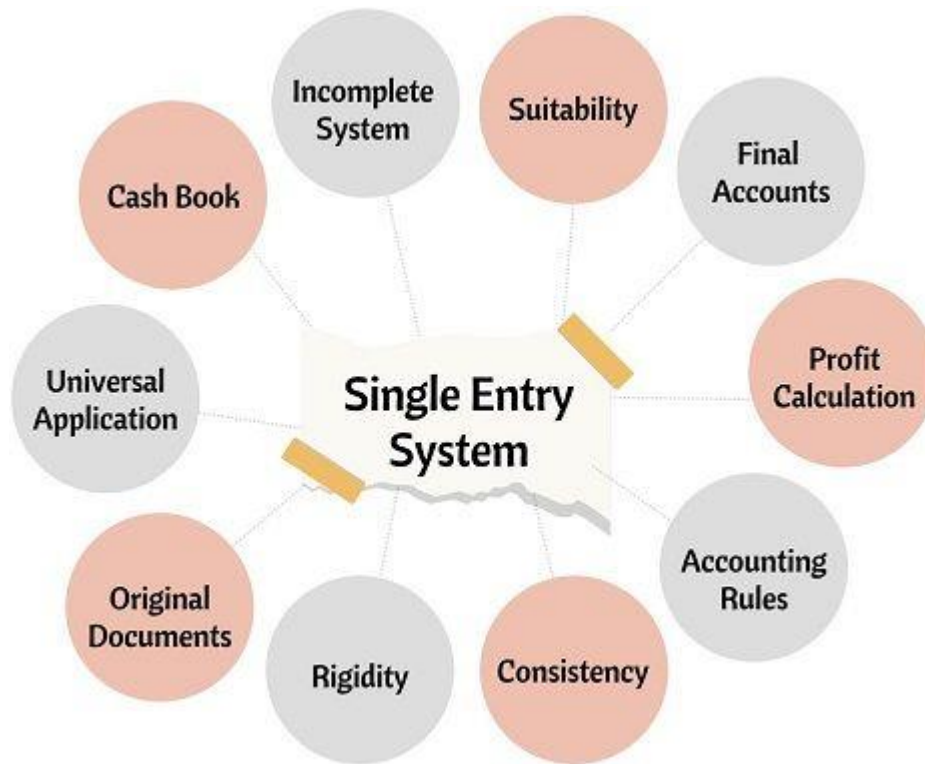 Incomplete
System
Suitability
Final
Accounts
Cash Book
Profit
Calculation
Universal
Application
Single Entry
System
Accounting
Rules
Original
Documents
Rigidity
Consistency